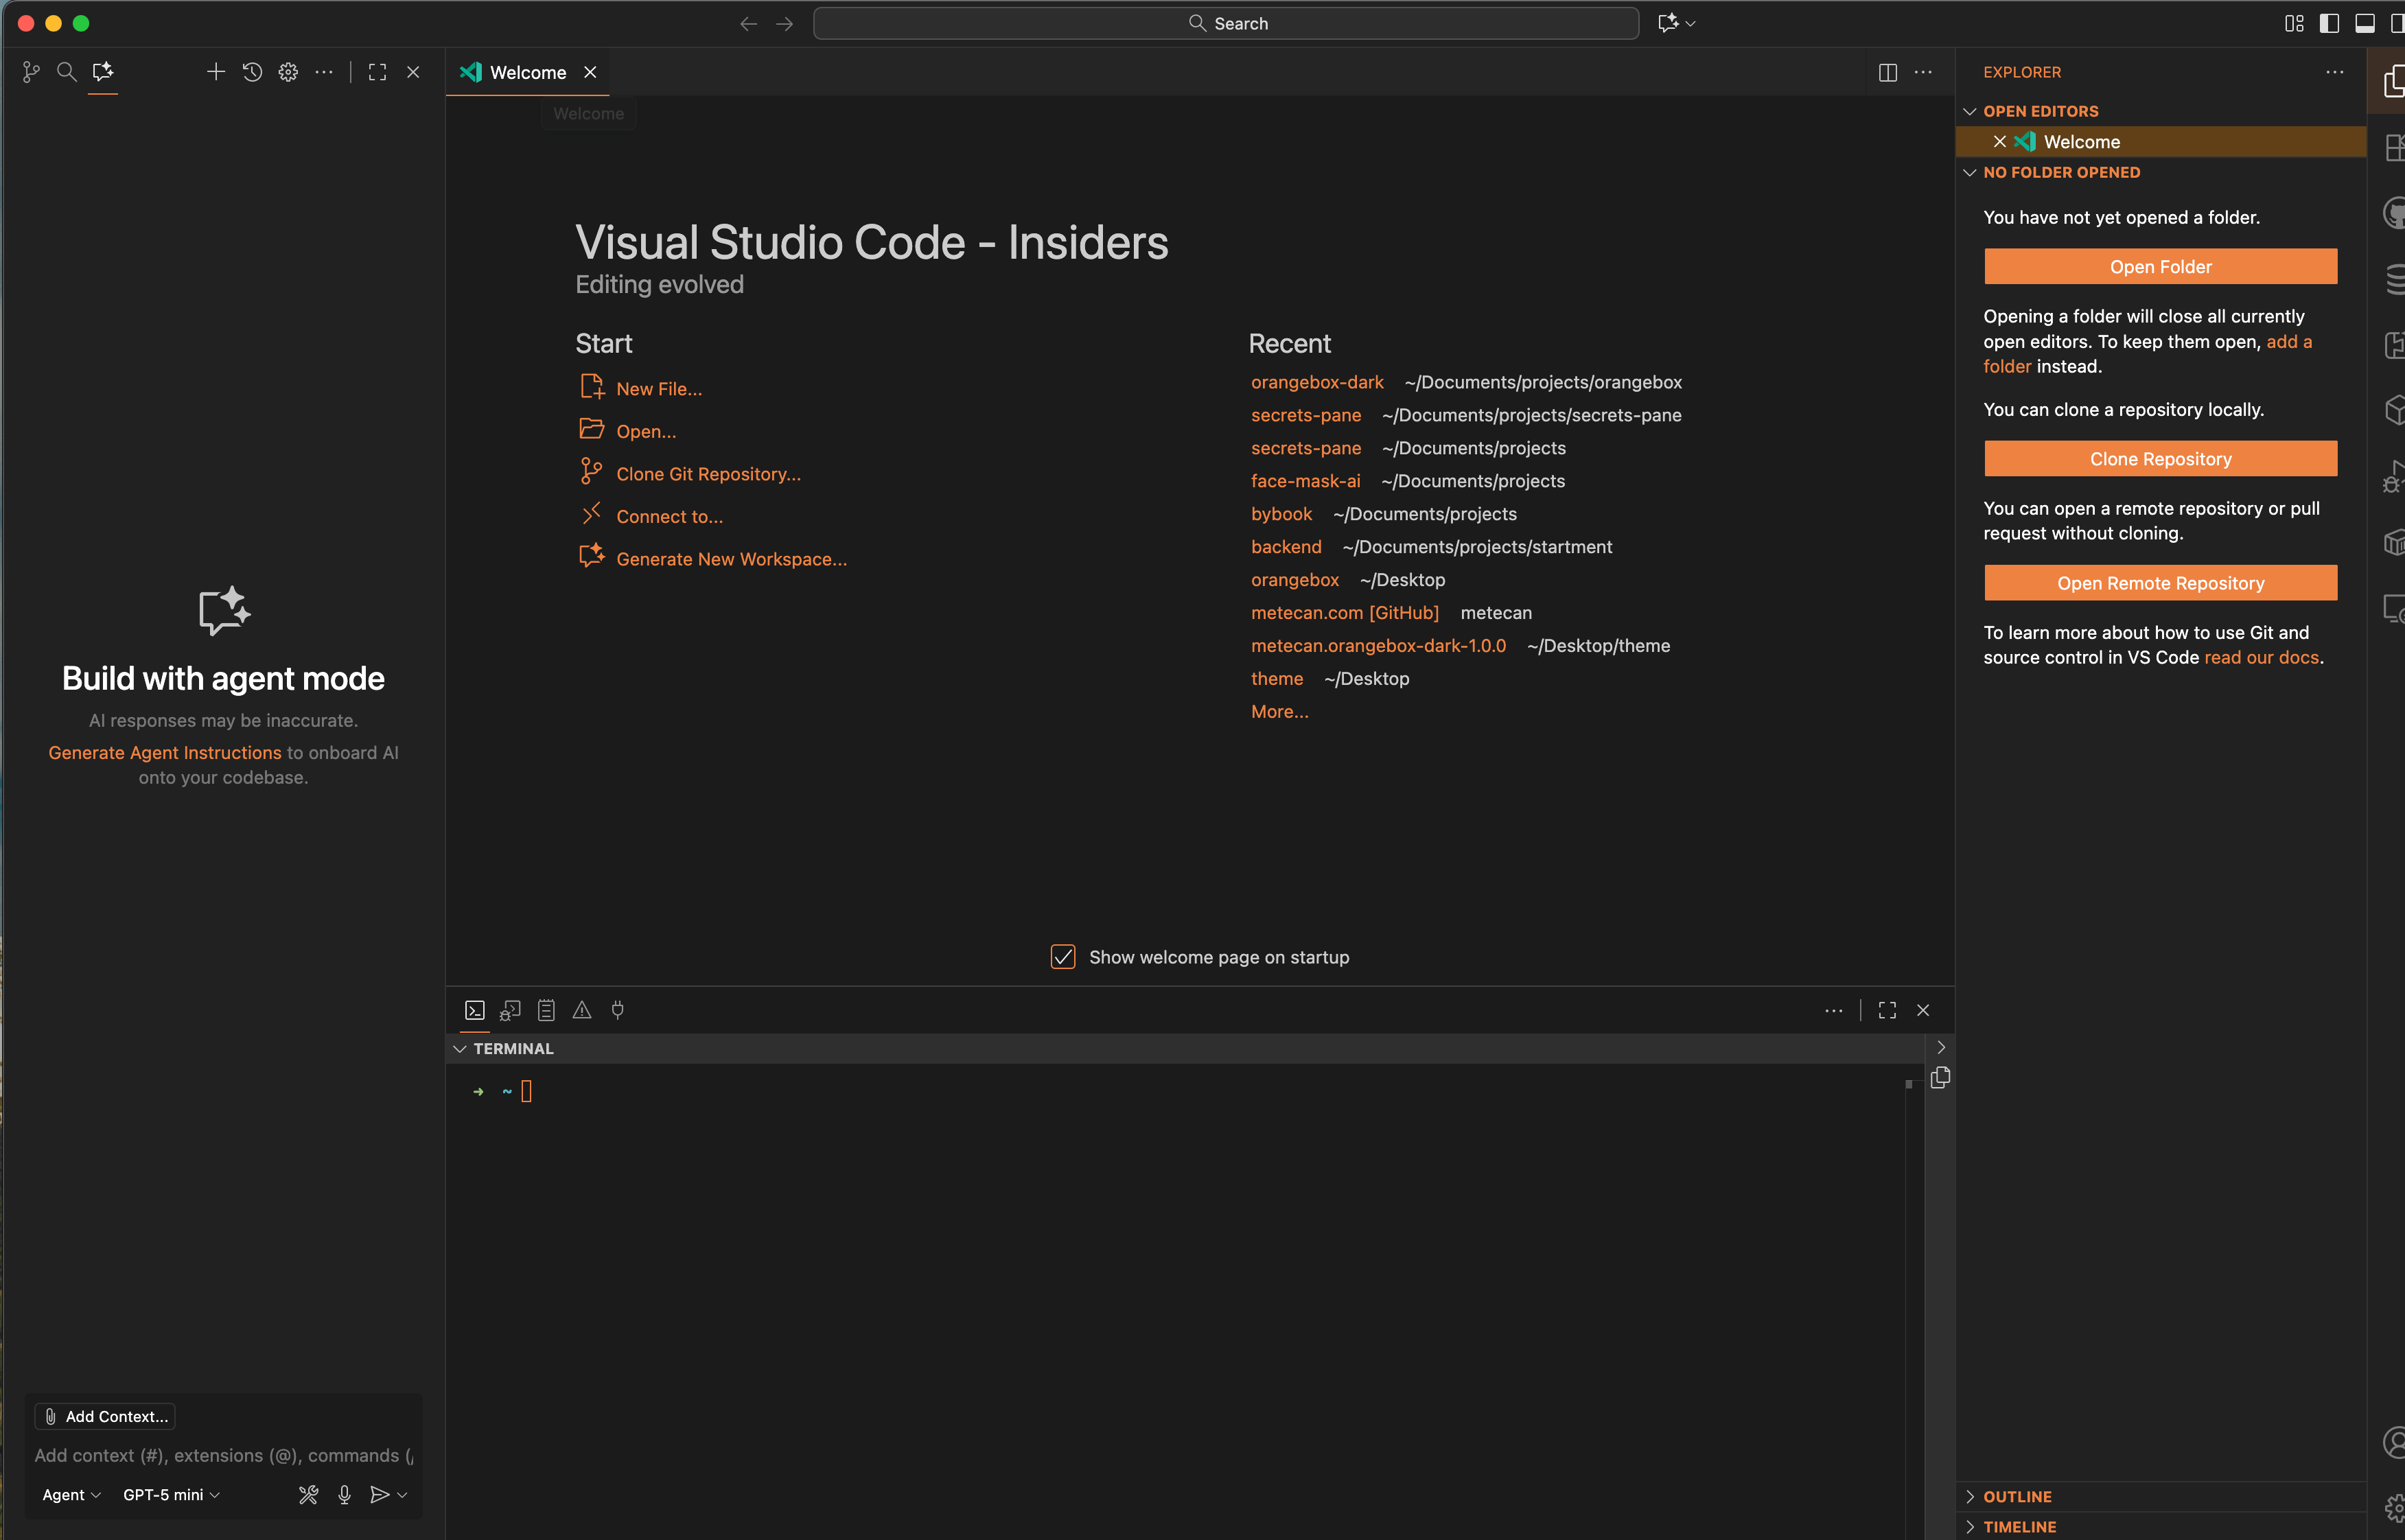 Search
Welcome
Welcome
EXPLORER
OPEN EDITORS
Welcome
NO FOLDER OPENED
You have not yet opened a folder.
Open Folder
Opening a folder will close all currently
open editors. To keep them open, add a
folder instead.
You can clone a repository locally.
Clone Repository
You can open a remote repository or pull
request without cloning.
Open Remote Repository
To learn more about how to use Git and
source control in VS Code read our docs.
Visual Studio Code - Insiders
Editing evolved
Start
New File...
Open...
Clone Git Repository...
Connect to...
Generate New Workspace...
Recent
orangebox-dark ~/Documents/projects/orangebox
secrets-pane ~/Documents/projects/secrets-pane
secrets-pane ~/Documents/projects
face-mask-ai ~/Documents/projects
bybook ~/Documents/projects
backend ~/Documents/projects/startment
orangebox ~/Desktop
metecan.com [GitHub] metecan
metecan.orangebox-dark-1.0.0 ~/Desktop/theme
theme ~/Desktop
More...
Build with agent mode
AI responses may be inaccurate.
Generate Agent Instructions to onboard AI
onto your codebase.
Show welcome page on startup
TERMINAL
➜ ~
Add Context...
Add context (#), extensions (@), commands (/
Agent GPT-5 mini
OUTLINE
TIMELINE